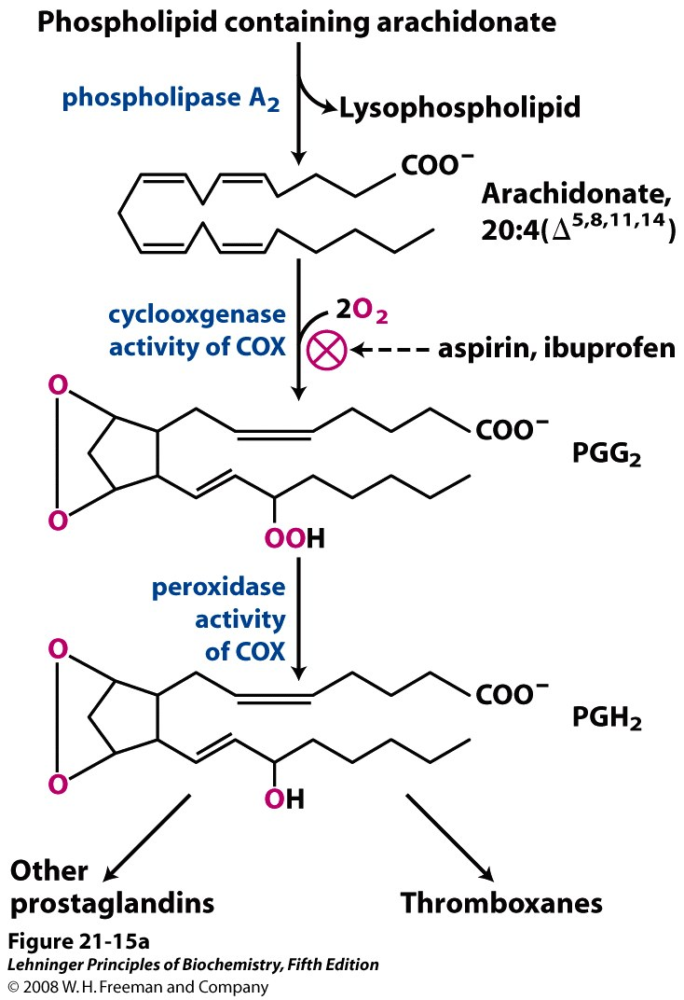 Phospholipid containing arachidonate
phospholipase A₂
Lysophospholipid
COO⁻
Arachidonate,
20:4(Δ⁵,⁸,¹¹,¹⁴)
cyclooxgenase
activity of COX
2O₂
aspirin, ibuprofen
O
COO⁻
PGG₂
O
OOH
peroxidase
activity
of COX
O
COO⁻
PGH₂
O
OH
Other
prostaglandins
Thromboxanes
Figure 21-15a
Lehninger Principles of Biochemistry, Fifth Edition
© 2008 W. H. Freeman and Company